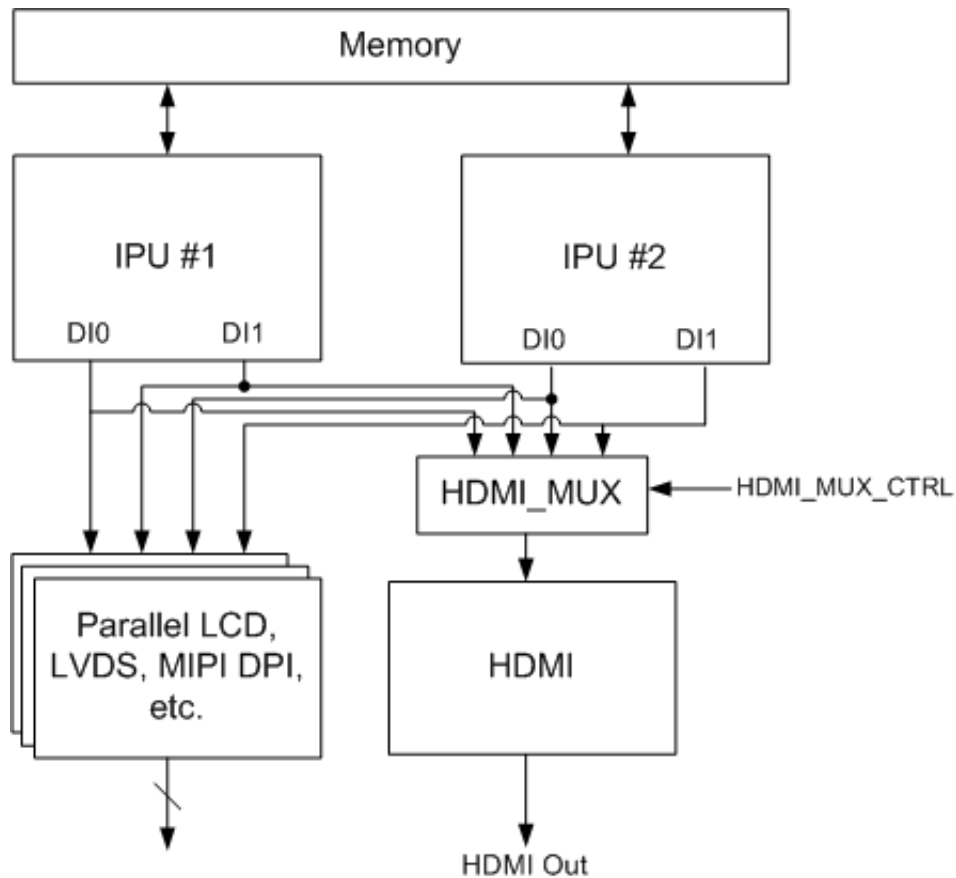 Memory
IPU #1
IPU #2
DI0
DI1
DI0
DI1
HDMI_MUX
HDMI_MUX_CTRL
Parallel LCD,
LVDS, MIPI DPI,
etc.
HDMI
HDMI Out